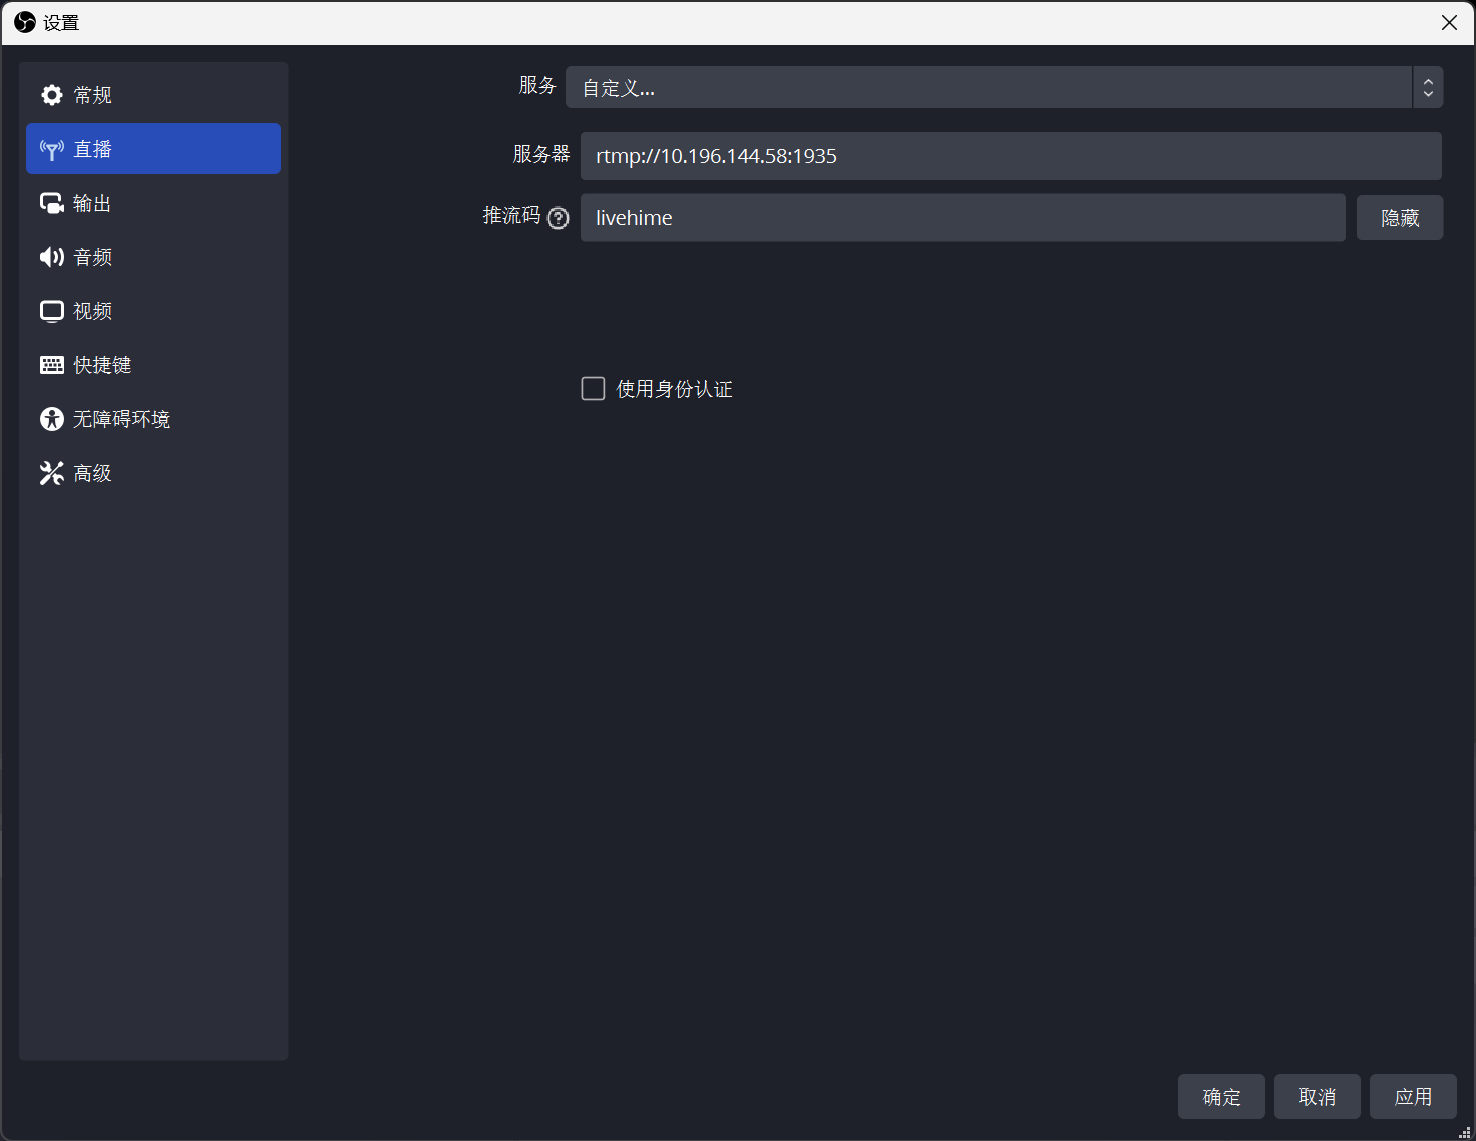 设置
常规
直播
输出
音频
视频
快捷键
无障碍环境
高级
服务 自定义...
服务器 rtmp://10.196.144.58:1935
推流码 livehime 隐藏
使用身份认证
确定 取消 应用